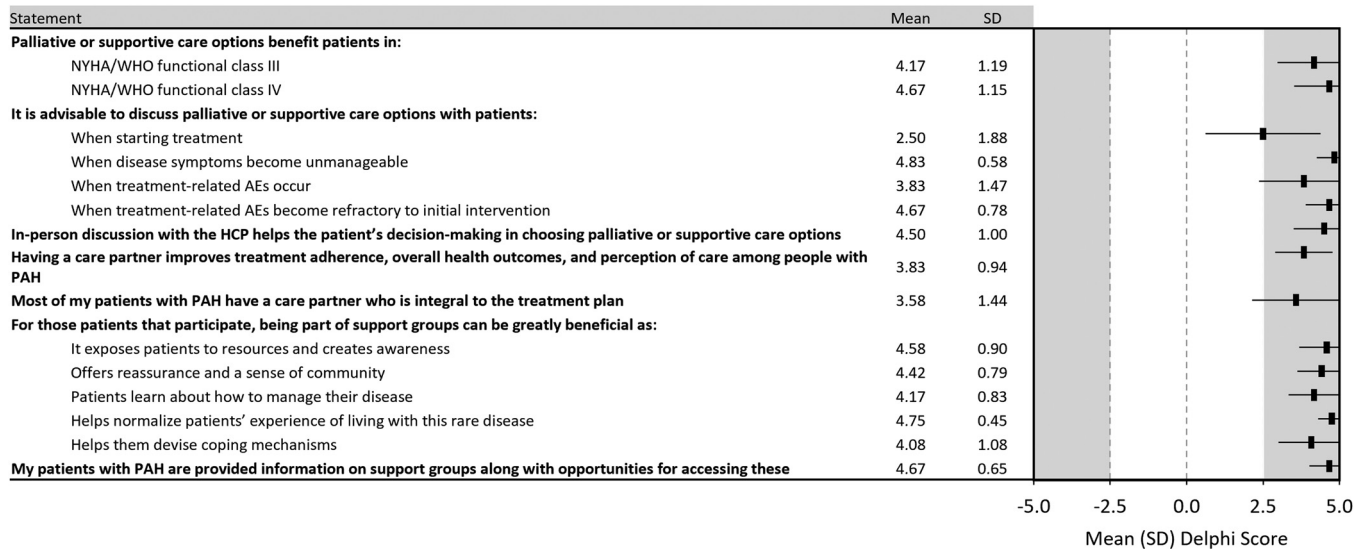 Statement Mean SD
Palliative or supportive care options benefit patients in:
NYHA/WHO functional class III 4.17 1.19
NYHA/WHO functional class IV 4.67 1.15
It is advisable to discuss palliative or supportive care options with patients:
When starting treatment 2.50 1.88
When disease symptoms become unmanageable 4.83 0.58
When treatment-related AEs occur 3.83 1.47
When treatment-related AEs become refractory to initial intervention 4.67 0.78
In-person discussion with the HCP helps the patient’s decision-making in choosing palliative or supportive care options 4.50 1.00
Having a care partner improves treatment adherence, overall health outcomes, and perception of care among people with
PAH 3.83 0.94
Most of my patients with PAH have a care partner who is integral to the treatment plan 3.58 1.44
For those patients that participate, being part of support groups can be greatly beneficial as:
It exposes patients to resources and creates awareness 4.58 0.90
Offers reassurance and a sense of community 4.42 0.79
Patients learn about how to manage their disease 4.17 0.83
Helps normalize patients’ experience of living with this rare disease 4.75 0.45
Helps them devise coping mechanisms 4.08 1.08
My patients with PAH are provided information on support groups along with opportunities for accessing these 4.67 0.65
-5.0 -2.5 0.0 2.5 5.0
Mean (SD) Delphi Score